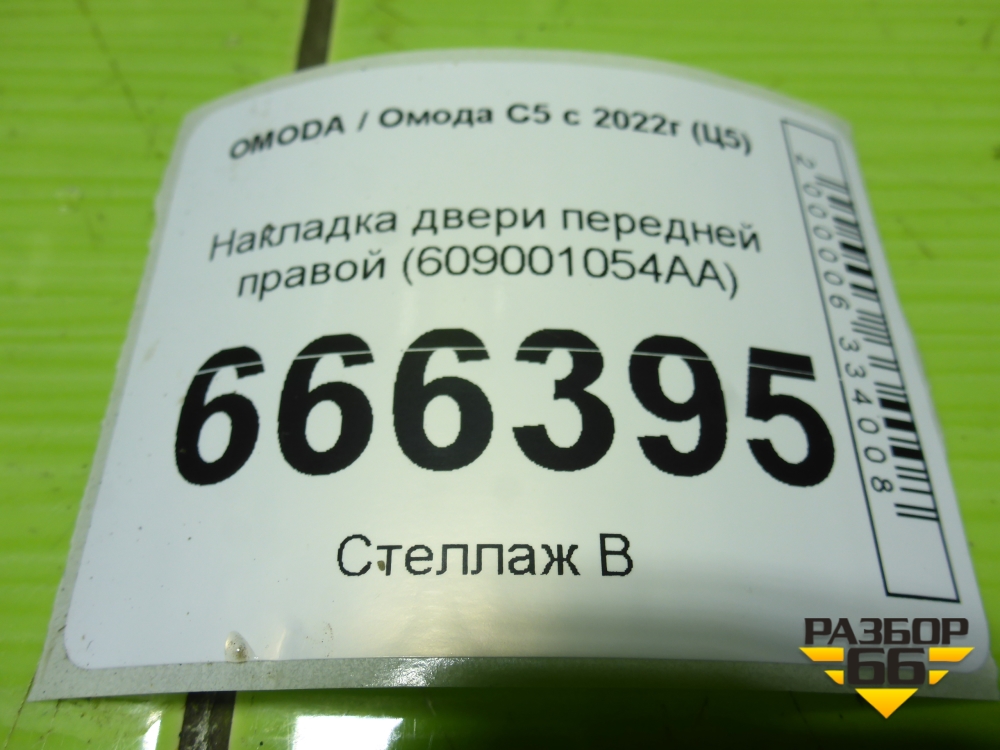 OMODA / Омода C5 с 2022г (Ц5)
Накладка двери передней
правой (609001054AA)
666395
Стеллаж В
2000006334008
РАЗБОР
66